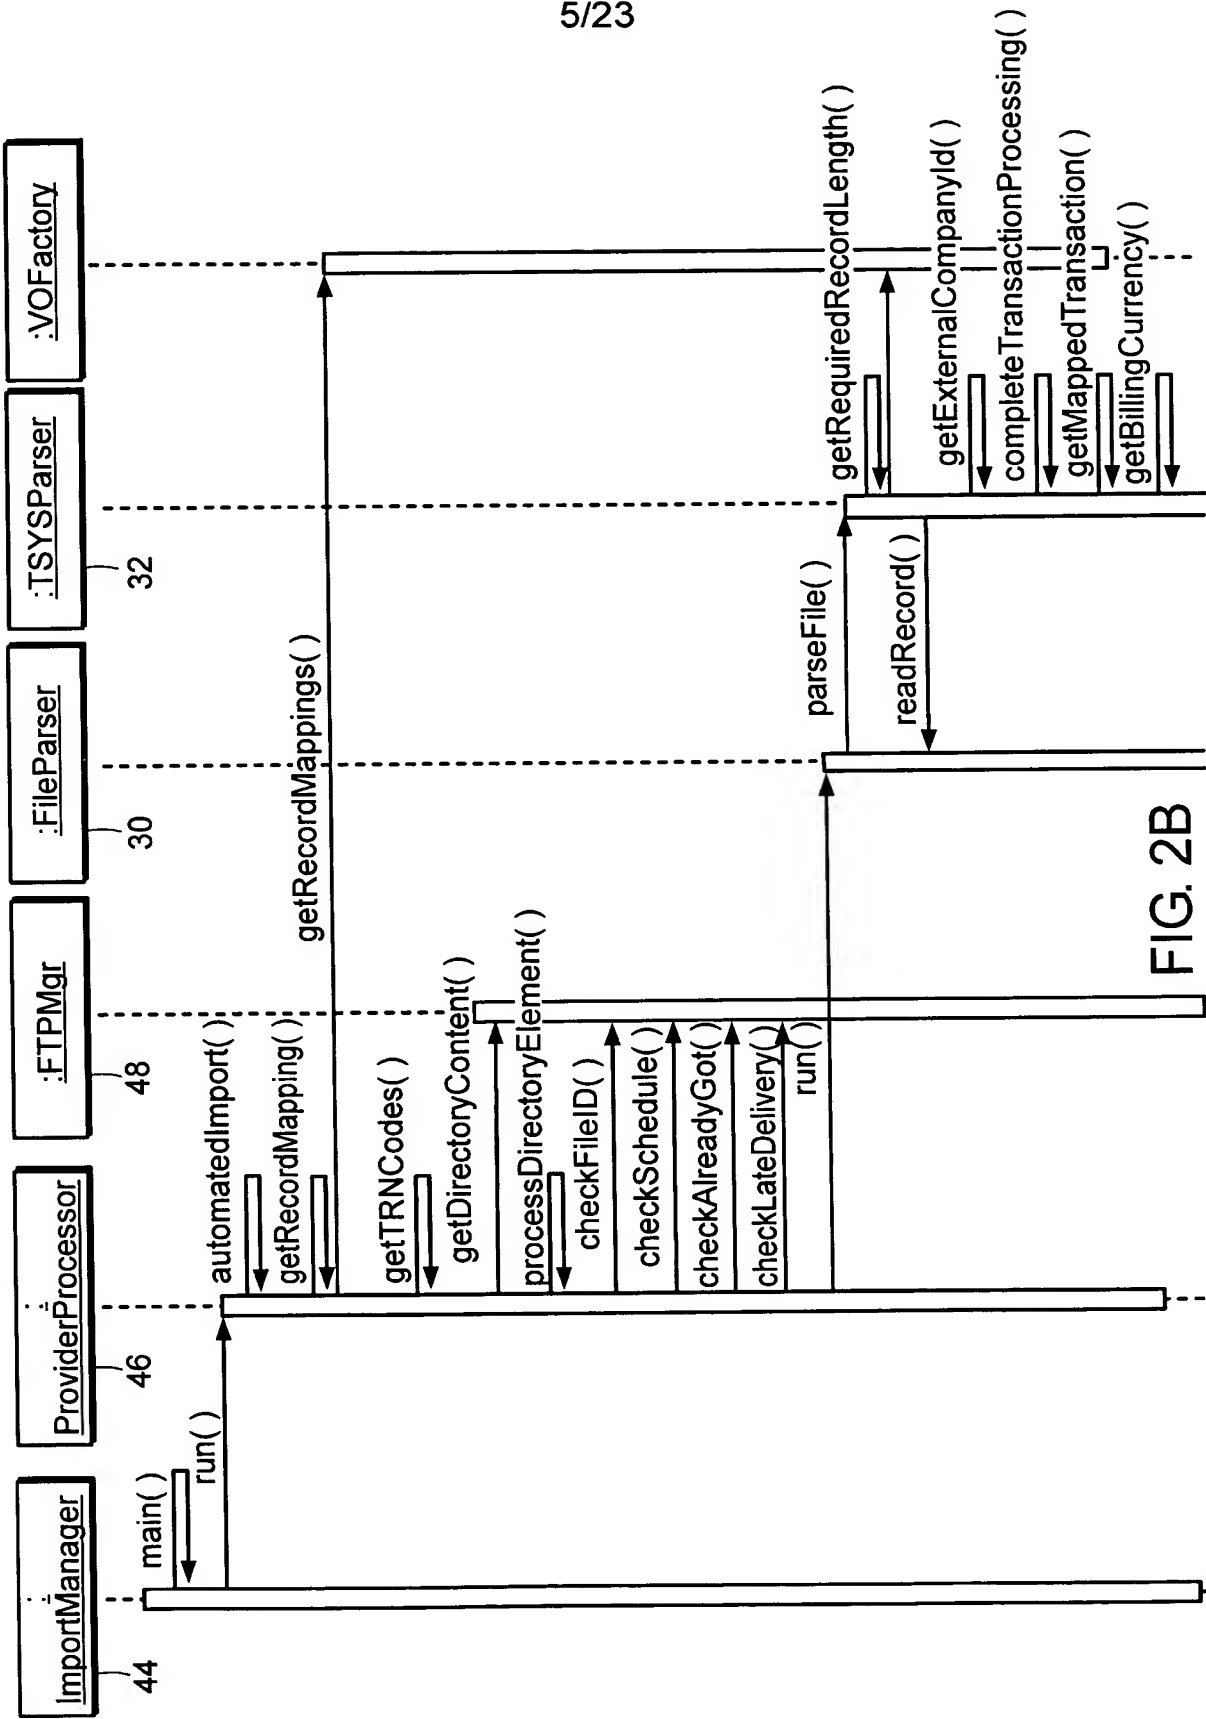 5/23
:
ImportManager
44
:
ProviderProcessor
46
:FTPMgr
48
:FileParser
30
:TSYSParser
32
:VOFactory
main( )
run( )
automatedImport( )
getRecordMapping( )
getRecordMappings( )
getTRNCodes( )
getDirectoryContent( )
processDirectoryElement( )
checkFileID( )
checkSchedule( )
checkAlreadyGot( )
checkLateDelivery( )
run( )
parseFile( )
getRequiredRecordLength( )
readRecord( )
getExternalCompanyId( )
completeTransactionProcessing( )
getMappedTransaction( )
getBillingCurrency( )
FIG. 2B